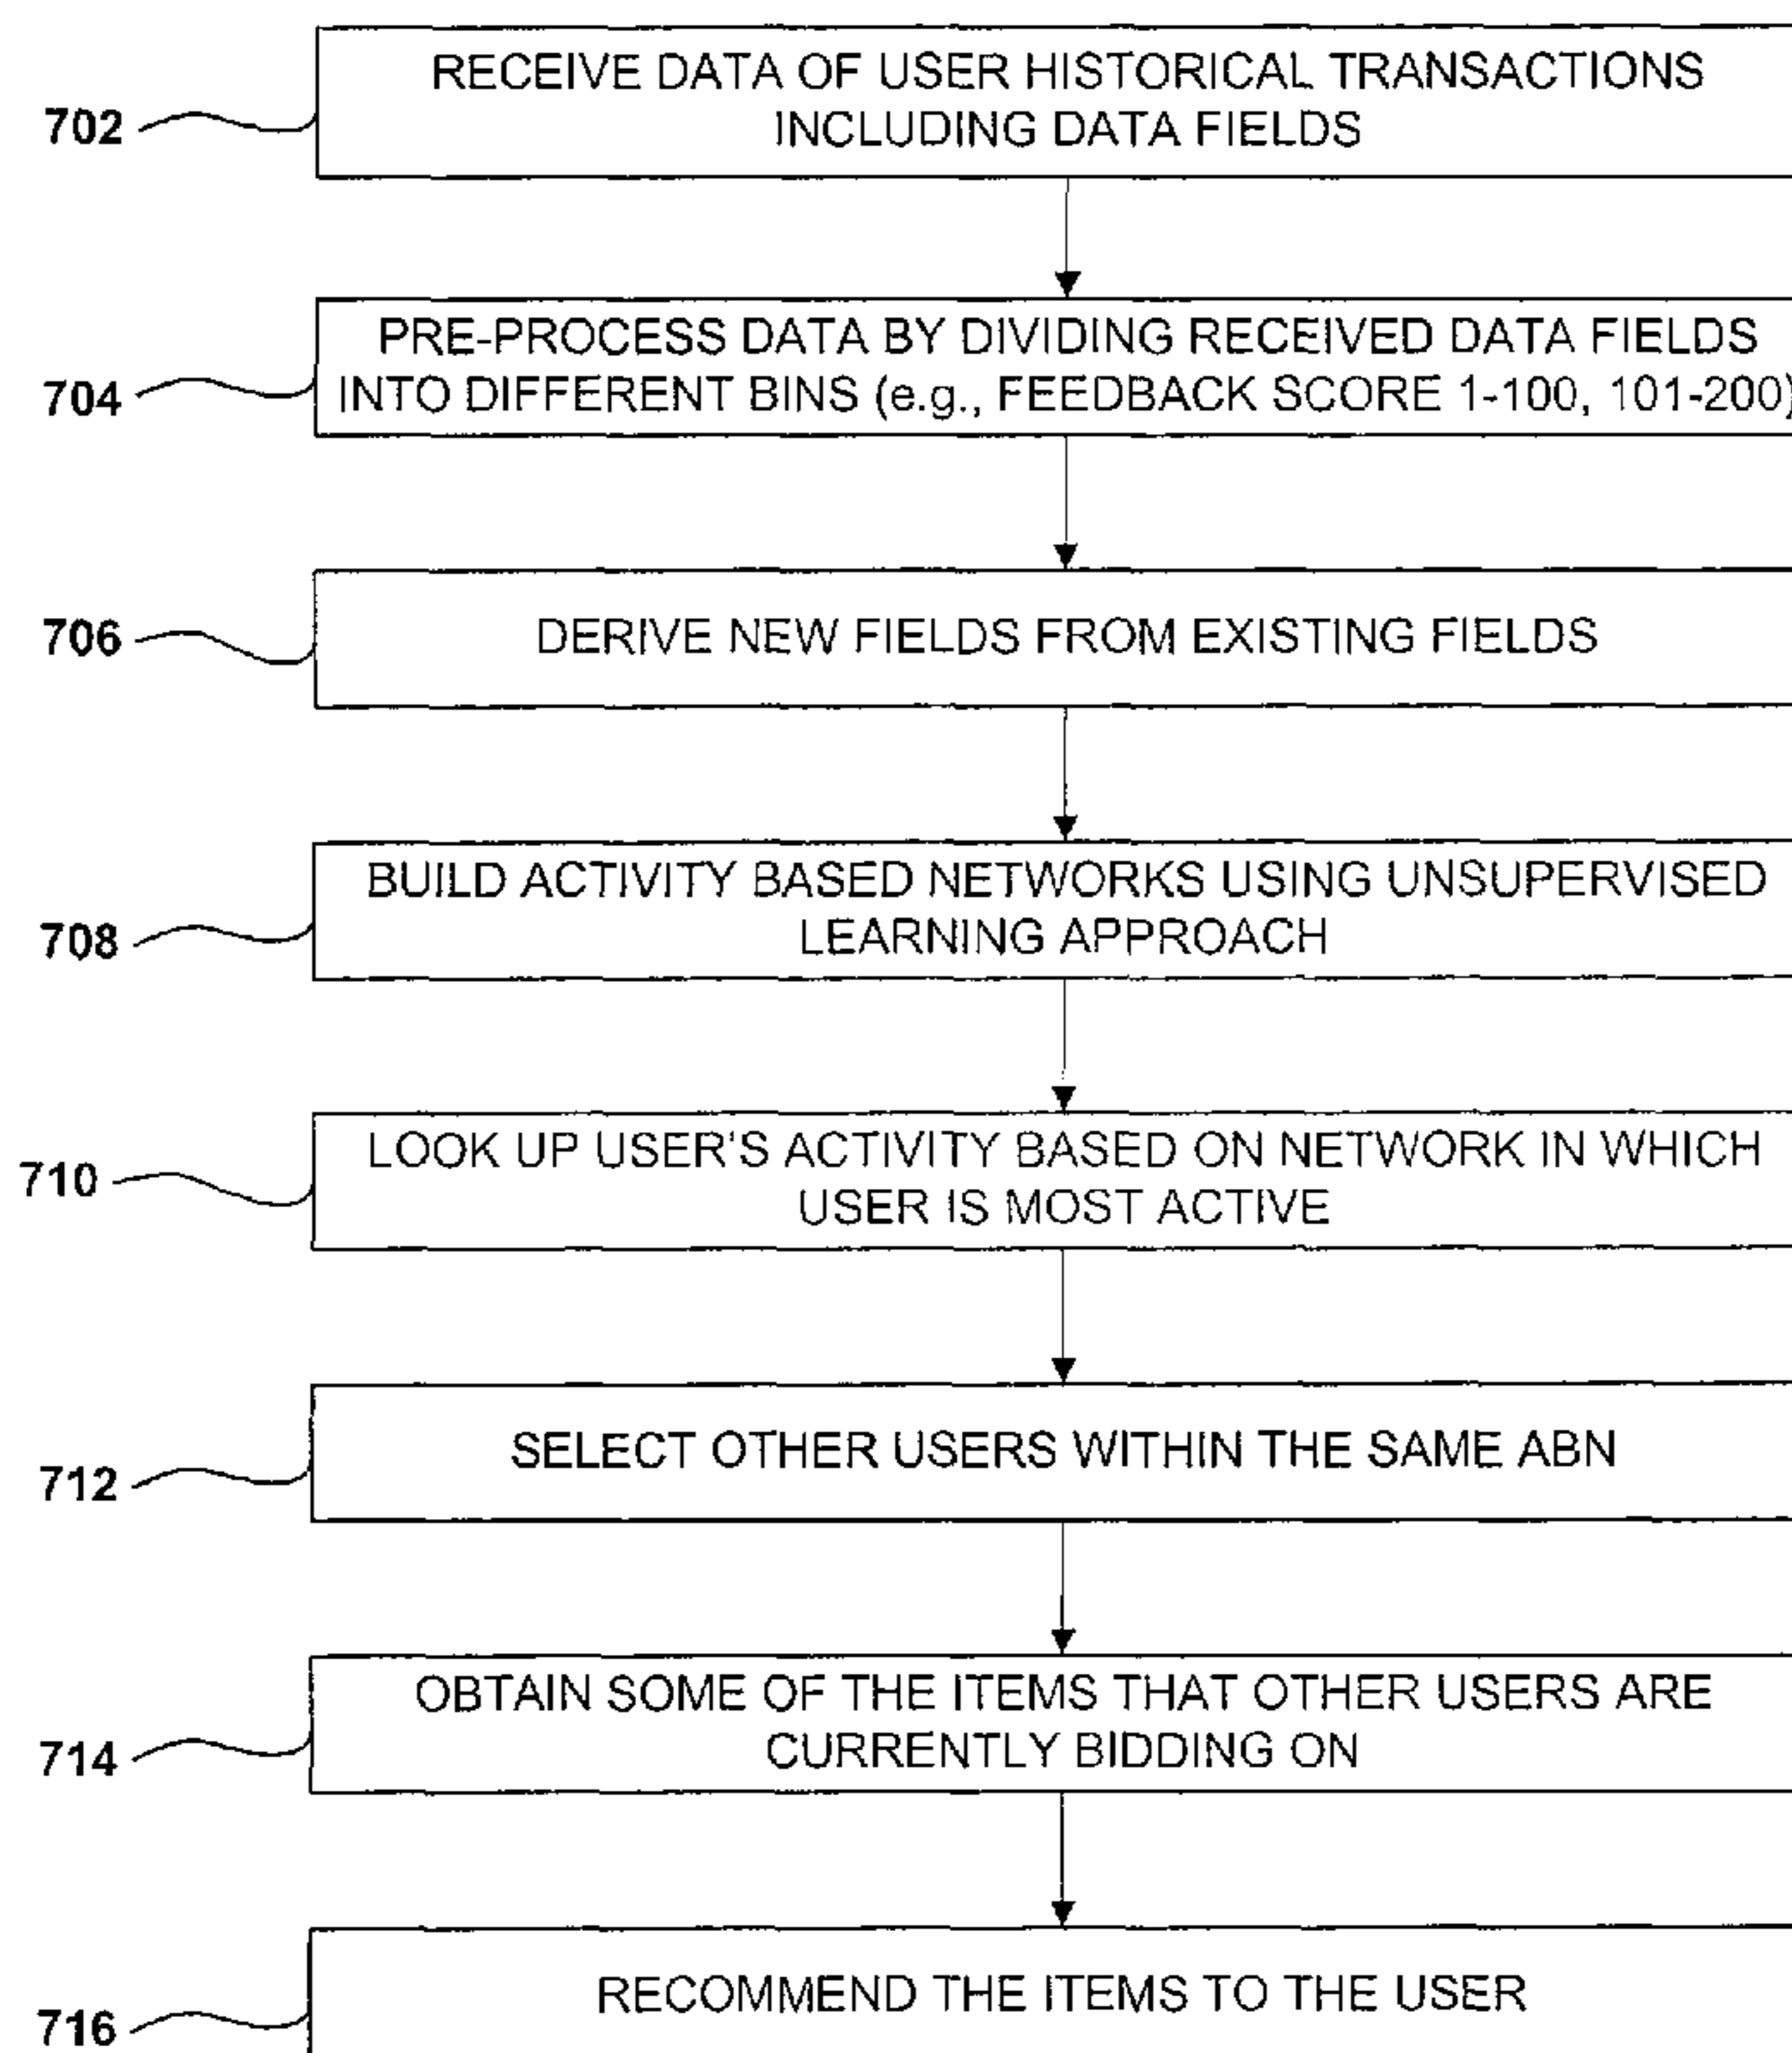 RECEIVE DATA OF USER HISTORICAL TRANSACTIONS
INCLUDING DATA FIELDS
702
PRE-PROCESS DATA BY DIVIDING RECEIVED DATA FIELDS
INTO DIFFERENT BINS (e.g., FEEDBACK SCORE 1-100, 101-200)
704
DERIVE NEW FIELDS FROM EXISTING FIELDS
706
BUILD ACTIVITY BASED NETWORKS USING UNSUPERVISED
LEARNING APPROACH
708
LOOK UP USER'S ACTIVITY BASED ON NETWORK IN WHICH
USER IS MOST ACTIVE
710
SELECT OTHER USERS WITHIN THE SAME ABN
712
OBTAIN SOME OF THE ITEMS THAT OTHER USERS ARE
CURRENTLY BIDDING ON
714
RECOMMEND THE ITEMS TO THE USER
716